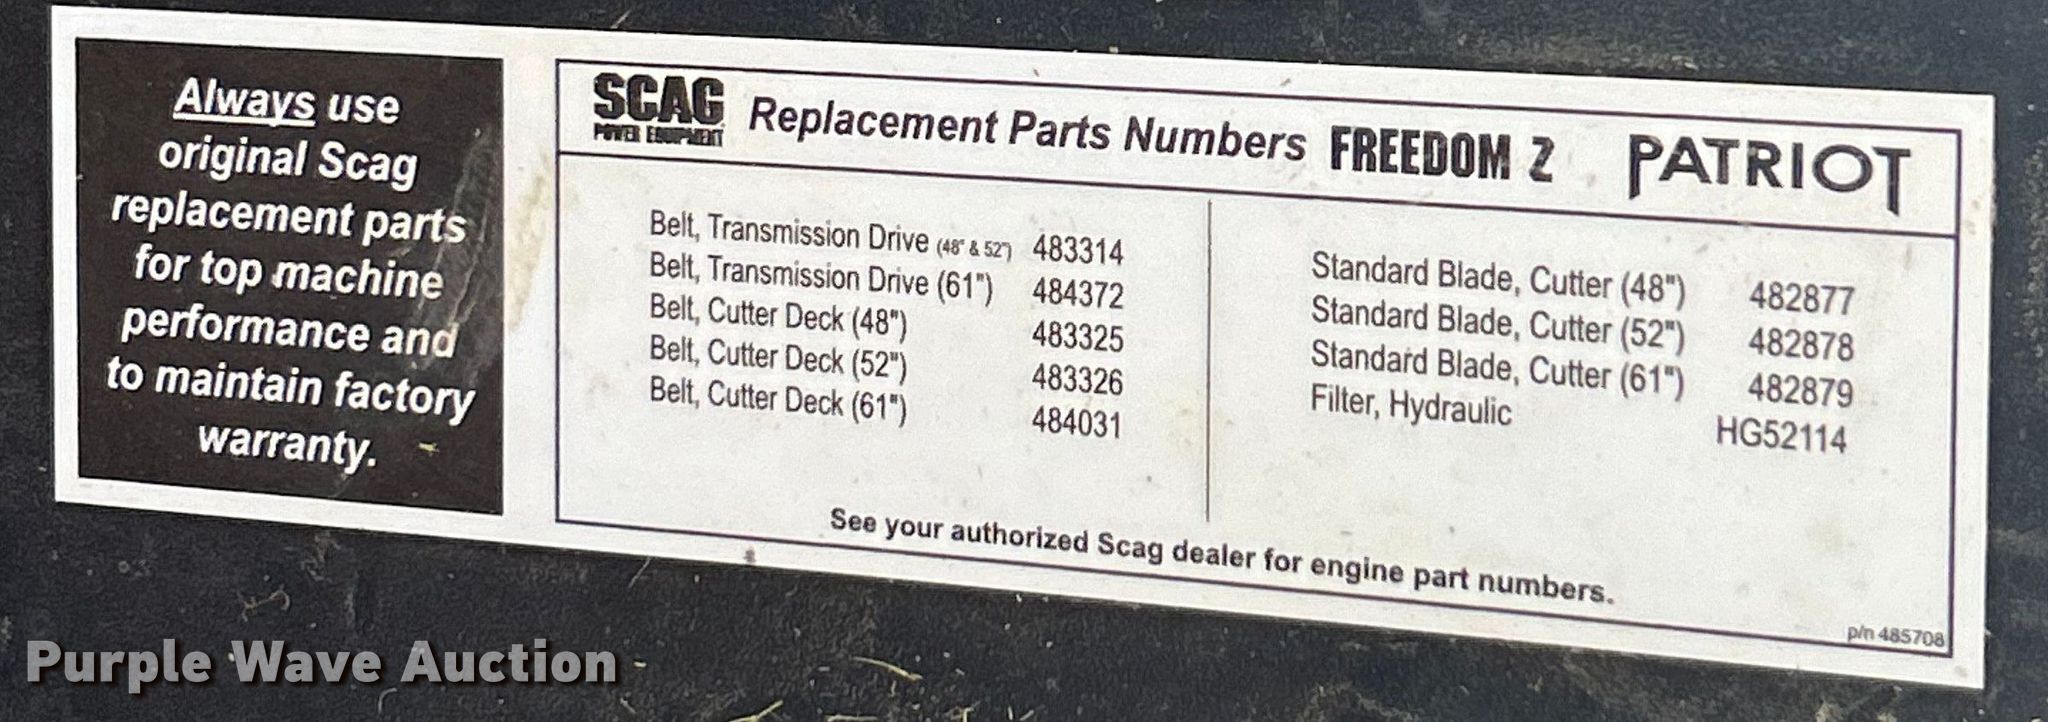 Always use
original Scag
replacement parts
for top machine
performance and
to maintain factory
warranty.
SCAG
POWER EQUIPMENT
Replacement Parts Numbers FREEDOM Z PATRIOT
Belt, Transmission Drive (48" & 52") 483314
Belt, Transmission Drive (61") 484372
Belt, Cutter Deck (48") 483325
Belt, Cutter Deck (52") 483326
Belt, Cutter Deck (61") 484031
Standard Blade, Cutter (48") 482877
Standard Blade, Cutter (52") 482878
Standard Blade, Cutter (61") 482879
Filter, Hydraulic HG52114
See your authorized Scag dealer for engine part numbers.
p/n 485708
Purple Wave Auction